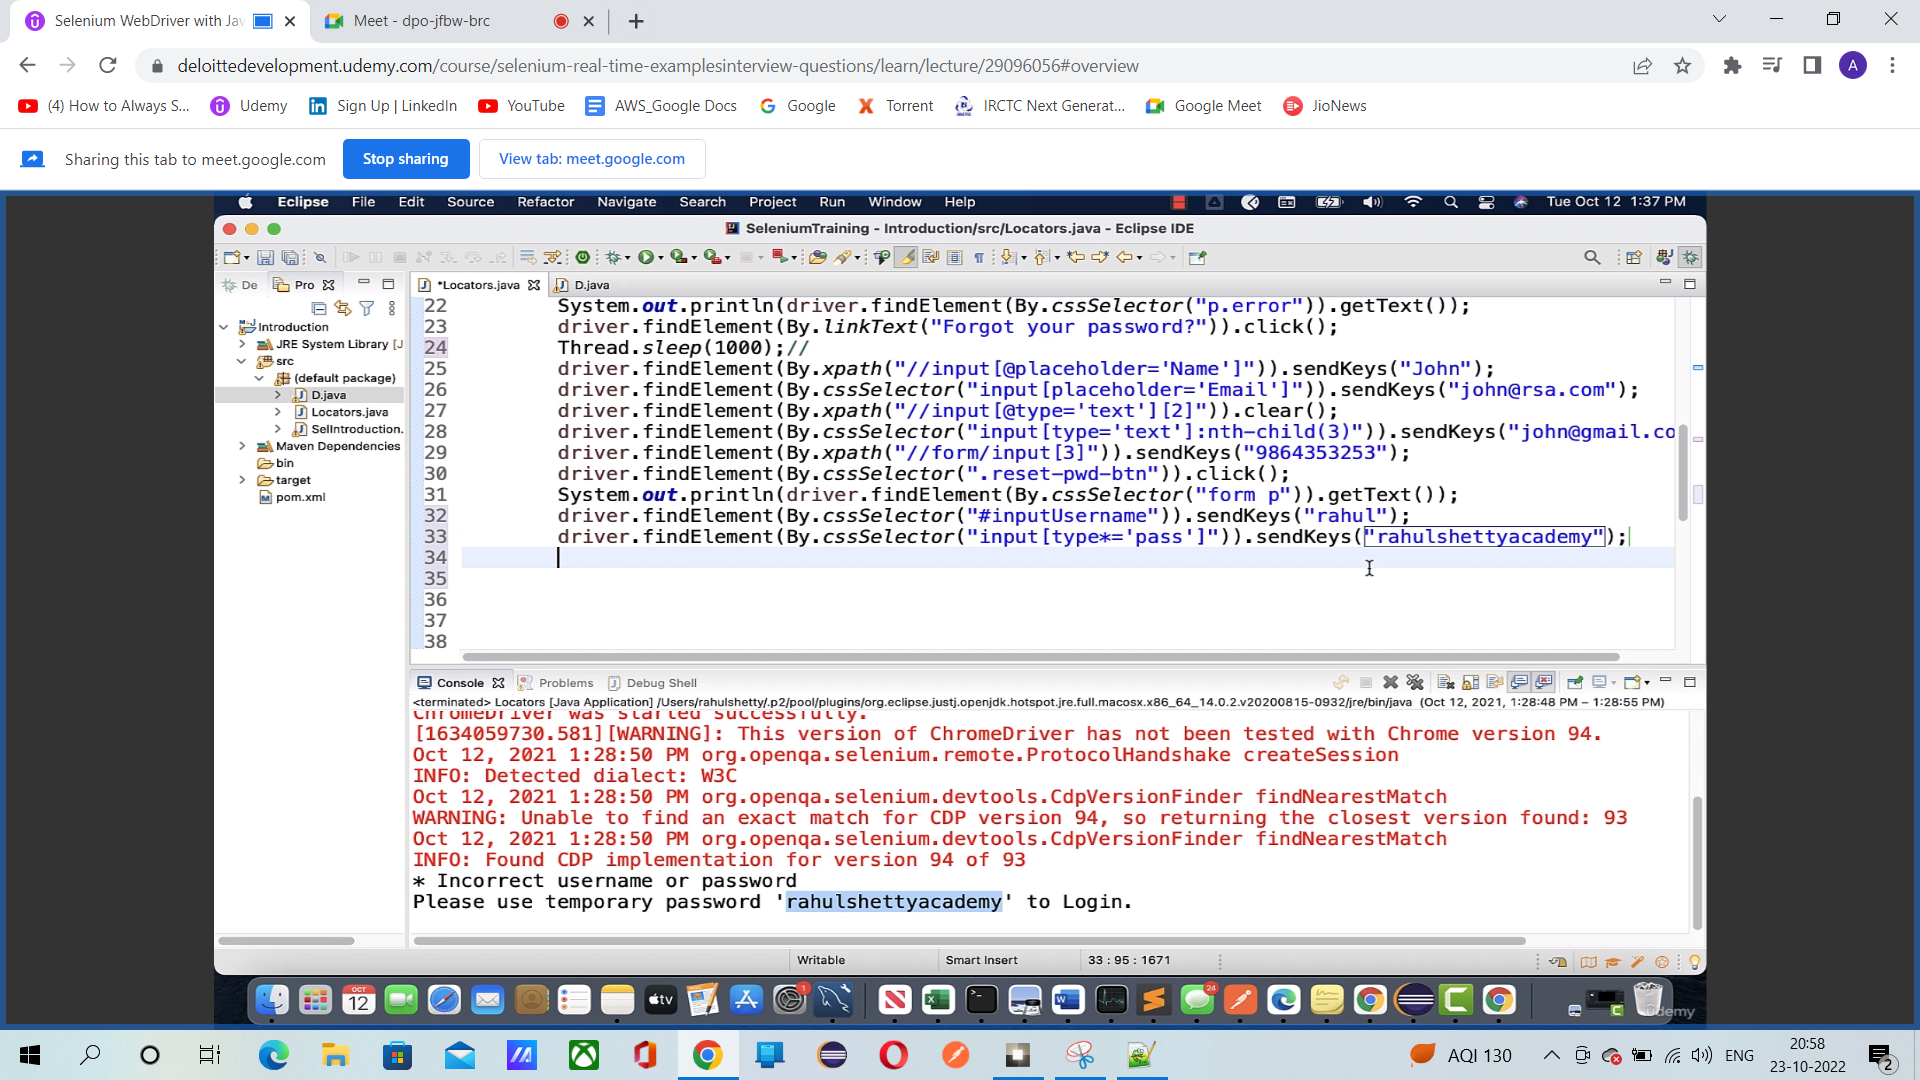 Selenium WebDriver with Jav
Meet - dpo-jfbw-brc
deloittedevelopment.udemy.com/course/selenium-real-time-examplesinterview-questions/learn/lecture/29096056#overview
A
(4) How to Always S...
Udemy
Sign Up | LinkedIn
YouTube
AWS_Google Docs
Google
Torrent
IRCTC Next Generat...
Google Meet
JioNews
Sharing this tab to meet.google.com
Stop sharing
View tab: meet.google.com
Eclipse File Edit Source Refactor Navigate Search Project Run Window Help
Tue Oct 12 1:37 PM
SeleniumTraining - Introduction/src/Locators.java - Eclipse IDE
De
Pro
*Locators.java
D.java
Introduction
JRE System Library [J
src
(default package)
D.java
Locators.java
SelIntroduction.
Maven Dependencies
bin
target
pom.xml
22 System.out.println(driver.findElement(By.cssSelector("p.error")).getText());
23 driver.findElement(By.linkText("Forgot your password?")).click();
24 Thread.sleep(1000);//
25 driver.findElement(By.xpath("//input[@placeholder='Name']")).sendKeys("John");
26 driver.findElement(By.cssSelector("input[placeholder='Email']")).sendKeys("john@rsa.com");
27 driver.findElement(By.xpath("//input[@type='text'][2]")).clear();
28 driver.findElement(By.cssSelector("input[type='text']:nth-child(3)")).sendKeys("john@gmail.co
29 driver.findElement(By.xpath("//form/input[3]")).sendKeys("9864353253");
30 driver.findElement(By.cssSelector(".reset-pwd-btn")).click();
31 System.out.println(driver.findElement(By.cssSelector("form p")).getText());
32 driver.findElement(By.cssSelector("#inputUsername")).sendKeys("rahul");
33 driver.findElement(By.cssSelector("input[type*='pass']")).sendKeys("rahulshettyacademy");
34
35
36
37
38
Console
Problems
Debug Shell
<terminated> Locators [Java Application] /Users/rahulshetty/.p2/pool/plugins/org.eclipse.justj.openjdk.hotspot.jre.full.macosx.x86_64_14.0.2.v20200815-0932/jre/bin/java (Oct 12, 2021, 1:28:48 PM – 1:28:55 PM)
ChromeDriver was started successfully.
[1634059730.581][WARNING]: This version of ChromeDriver has not been tested with Chrome version 94.
Oct 12, 2021 1:28:50 PM org.openqa.selenium.remote.ProtocolHandshake createSession
INFO: Detected dialect: W3C
Oct 12, 2021 1:28:50 PM org.openqa.selenium.devtools.CdpVersionFinder findNearestMatch
WARNING: Unable to find an exact match for CDP version 94, so returning the closest version found: 93
Oct 12, 2021 1:28:50 PM org.openqa.selenium.devtools.CdpVersionFinder findNearestMatch
INFO: Found CDP implementation for version 94 of 93
* Incorrect username or password
Please use temporary password 'rahulshettyacademy' to Login.
Writable
Smart Insert
33 : 95 : 1671
OCT
12
tv
1
24
udemy
AQI 130
ENG
20:58
23-10-2022
2